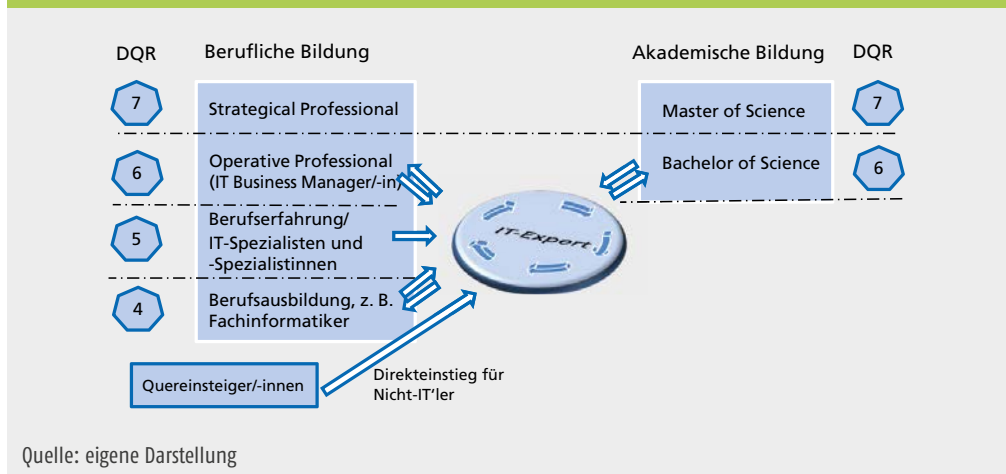 DQR
Berufliche Bildung
Akademische Bildung
DQR
7
Strategical Professional
Master of Science
7
6
Operative Professional
(IT Business Manager/-in)
Bachelor of Science
6
5
Berufserfahrung/
IT-Spezialisten und
-Spezialistinnen
IT-Expert
4
Berufsausbildung, z. B.
Fachinformatiker
Quereinsteiger/-innen
Direkteinstieg für
Nicht-IT’ler
Quelle: eigene Darstellung